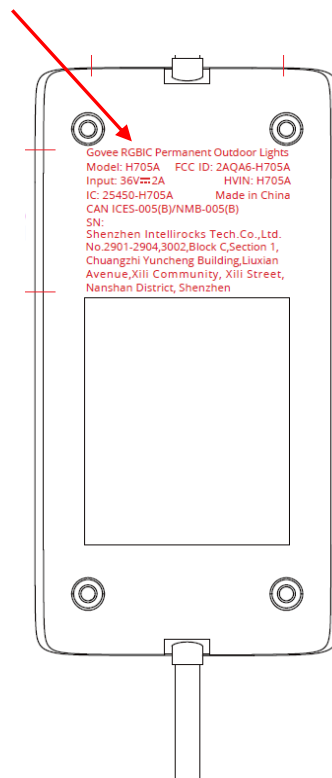 Govee RGBIC Permanent Outdoor Lights
Model: H705A FCC ID: 2AQA6-H705A
Input: 36V⎓2A HVIN: H705A
IC: 25450-H705A Made in China
CAN ICES-005(B)/NMB-005(B)
SN:
Shenzhen Intellirocks Tech.Co.,Ltd.
No.2901-2904,3002,Block C,Section 1,
Chuangzhi Yuncheng Building,Liuxian
Avenue,Xili Community, Xili Street,
Nanshan District, Shenzhen